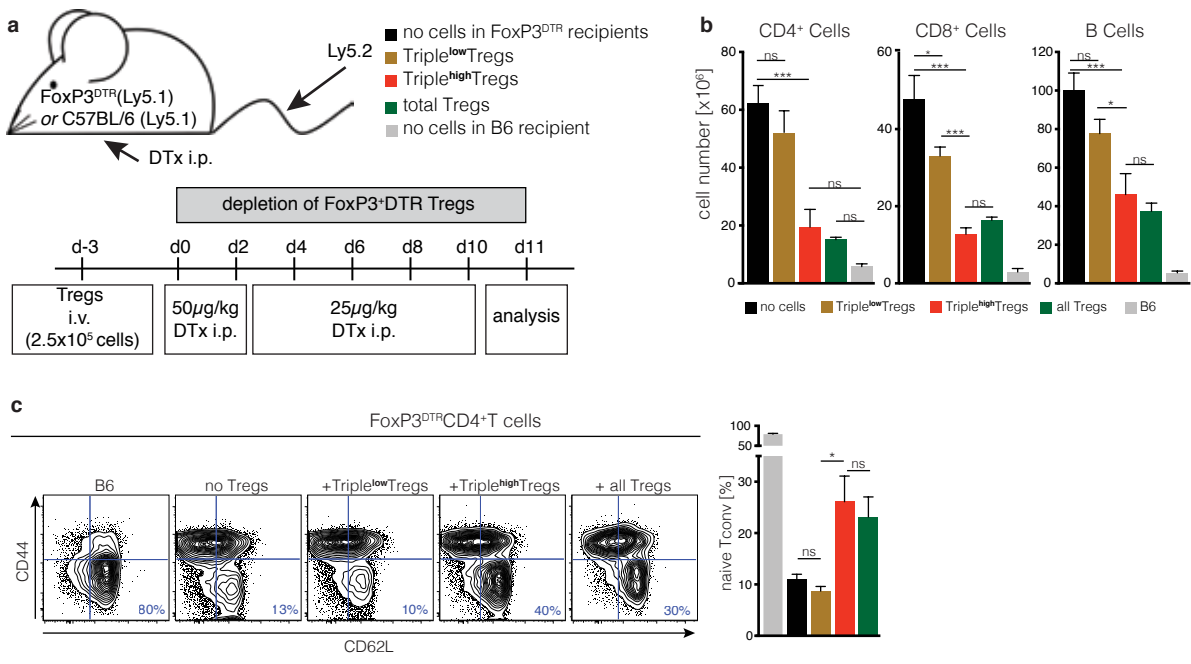 a
FoxP3DTR(Ly5.1)
or C57BL/6 (Ly5.1)
Ly5.2
DTx i.p.
no cells in FoxP3DTR recipients
TriplelowTregs
TriplehighTregs
total Tregs
no cells in B6 recipient
depletion of FoxP3+DTR Tregs
d-3 d0 d2 d4 d6 d8 d10 d11
Tregs
i.v.
(2.5x10⁵ cells)
50µg/kg
DTx i.p.
25µg/kg
DTx i.p.
analysis
b
CD4+ Cells
CD8+ Cells
B Cells
cell number [x10⁶]
80
60
40
20
0
ns
***
ns
ns
60
40
20
0
*
***
***
ns
120
100
80
60
40
20
0
ns
***
*
ns
no cells TriplelowTregs TriplehighTregs all Tregs B6
c
FoxP3DTRCD4+T cells
B6
no Tregs
+TriplelowTregs
+TriplehighTregs
+ all Tregs
CD44
80%
13%
10%
40%
30%
CD62L
naive Tconv [%]
100
50
30
20
10
0
ns
*
ns